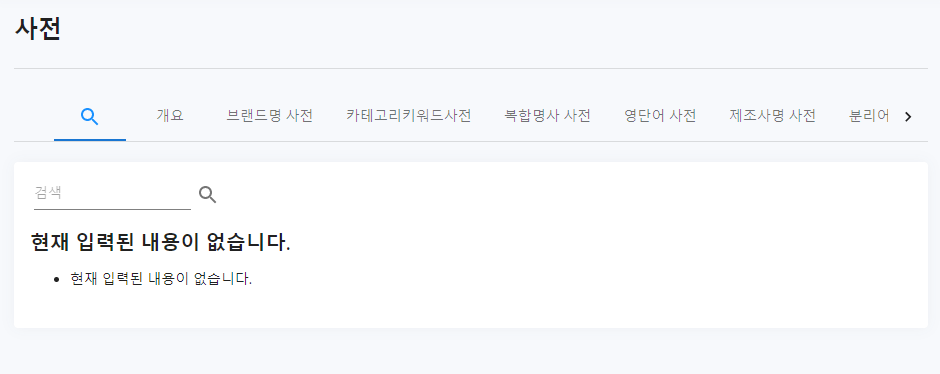 사전
개요 브랜드명 사전 카테고리키워드사전 복합명사 사전 영단어 사전 제조사명 사전 분리어
검색
현재 입력된 내용이 없습니다.
현재 입력된 내용이 없습니다.